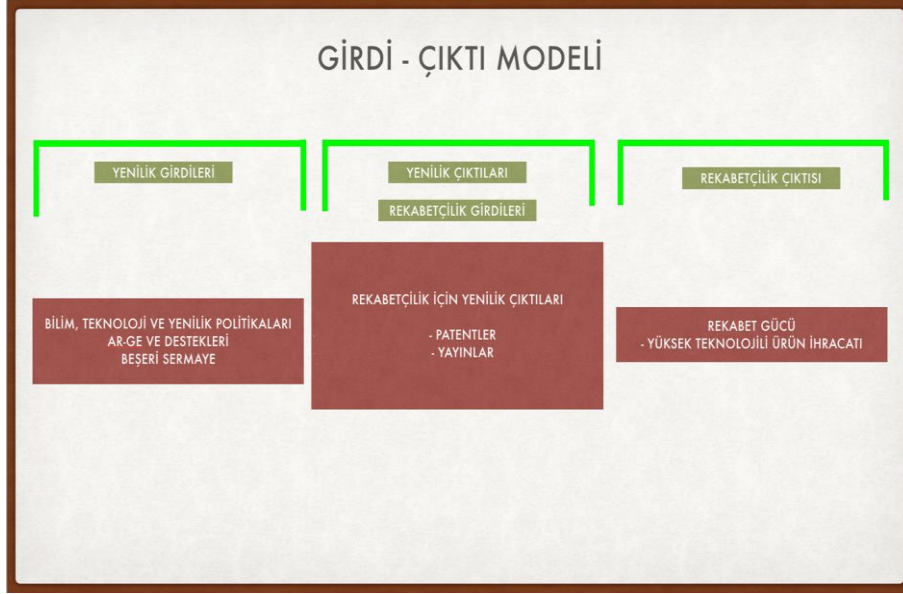 GİRDİ - ÇIKTI MODELİ
YENİLİK GİRDİLERİ
BİLİM, TEKNOLOJİ VE YENİLİK POLİTİKALARI
AR-GE VE DESTEKLERİ
BEŞERİ SERMAYE
YENİLİK ÇIKTILARI
REKABETÇİLİK GİRDİLERİ
REKABETÇİLİK İÇİN YENİLİK ÇIKTILARI
- PATENTLER
- YAYINLAR
REKABETÇİLİK ÇIKTISI
REKABET GÜCÜ
- YÜKSEK TEKNOLOJİLİ ÜRÜN İHRACATI